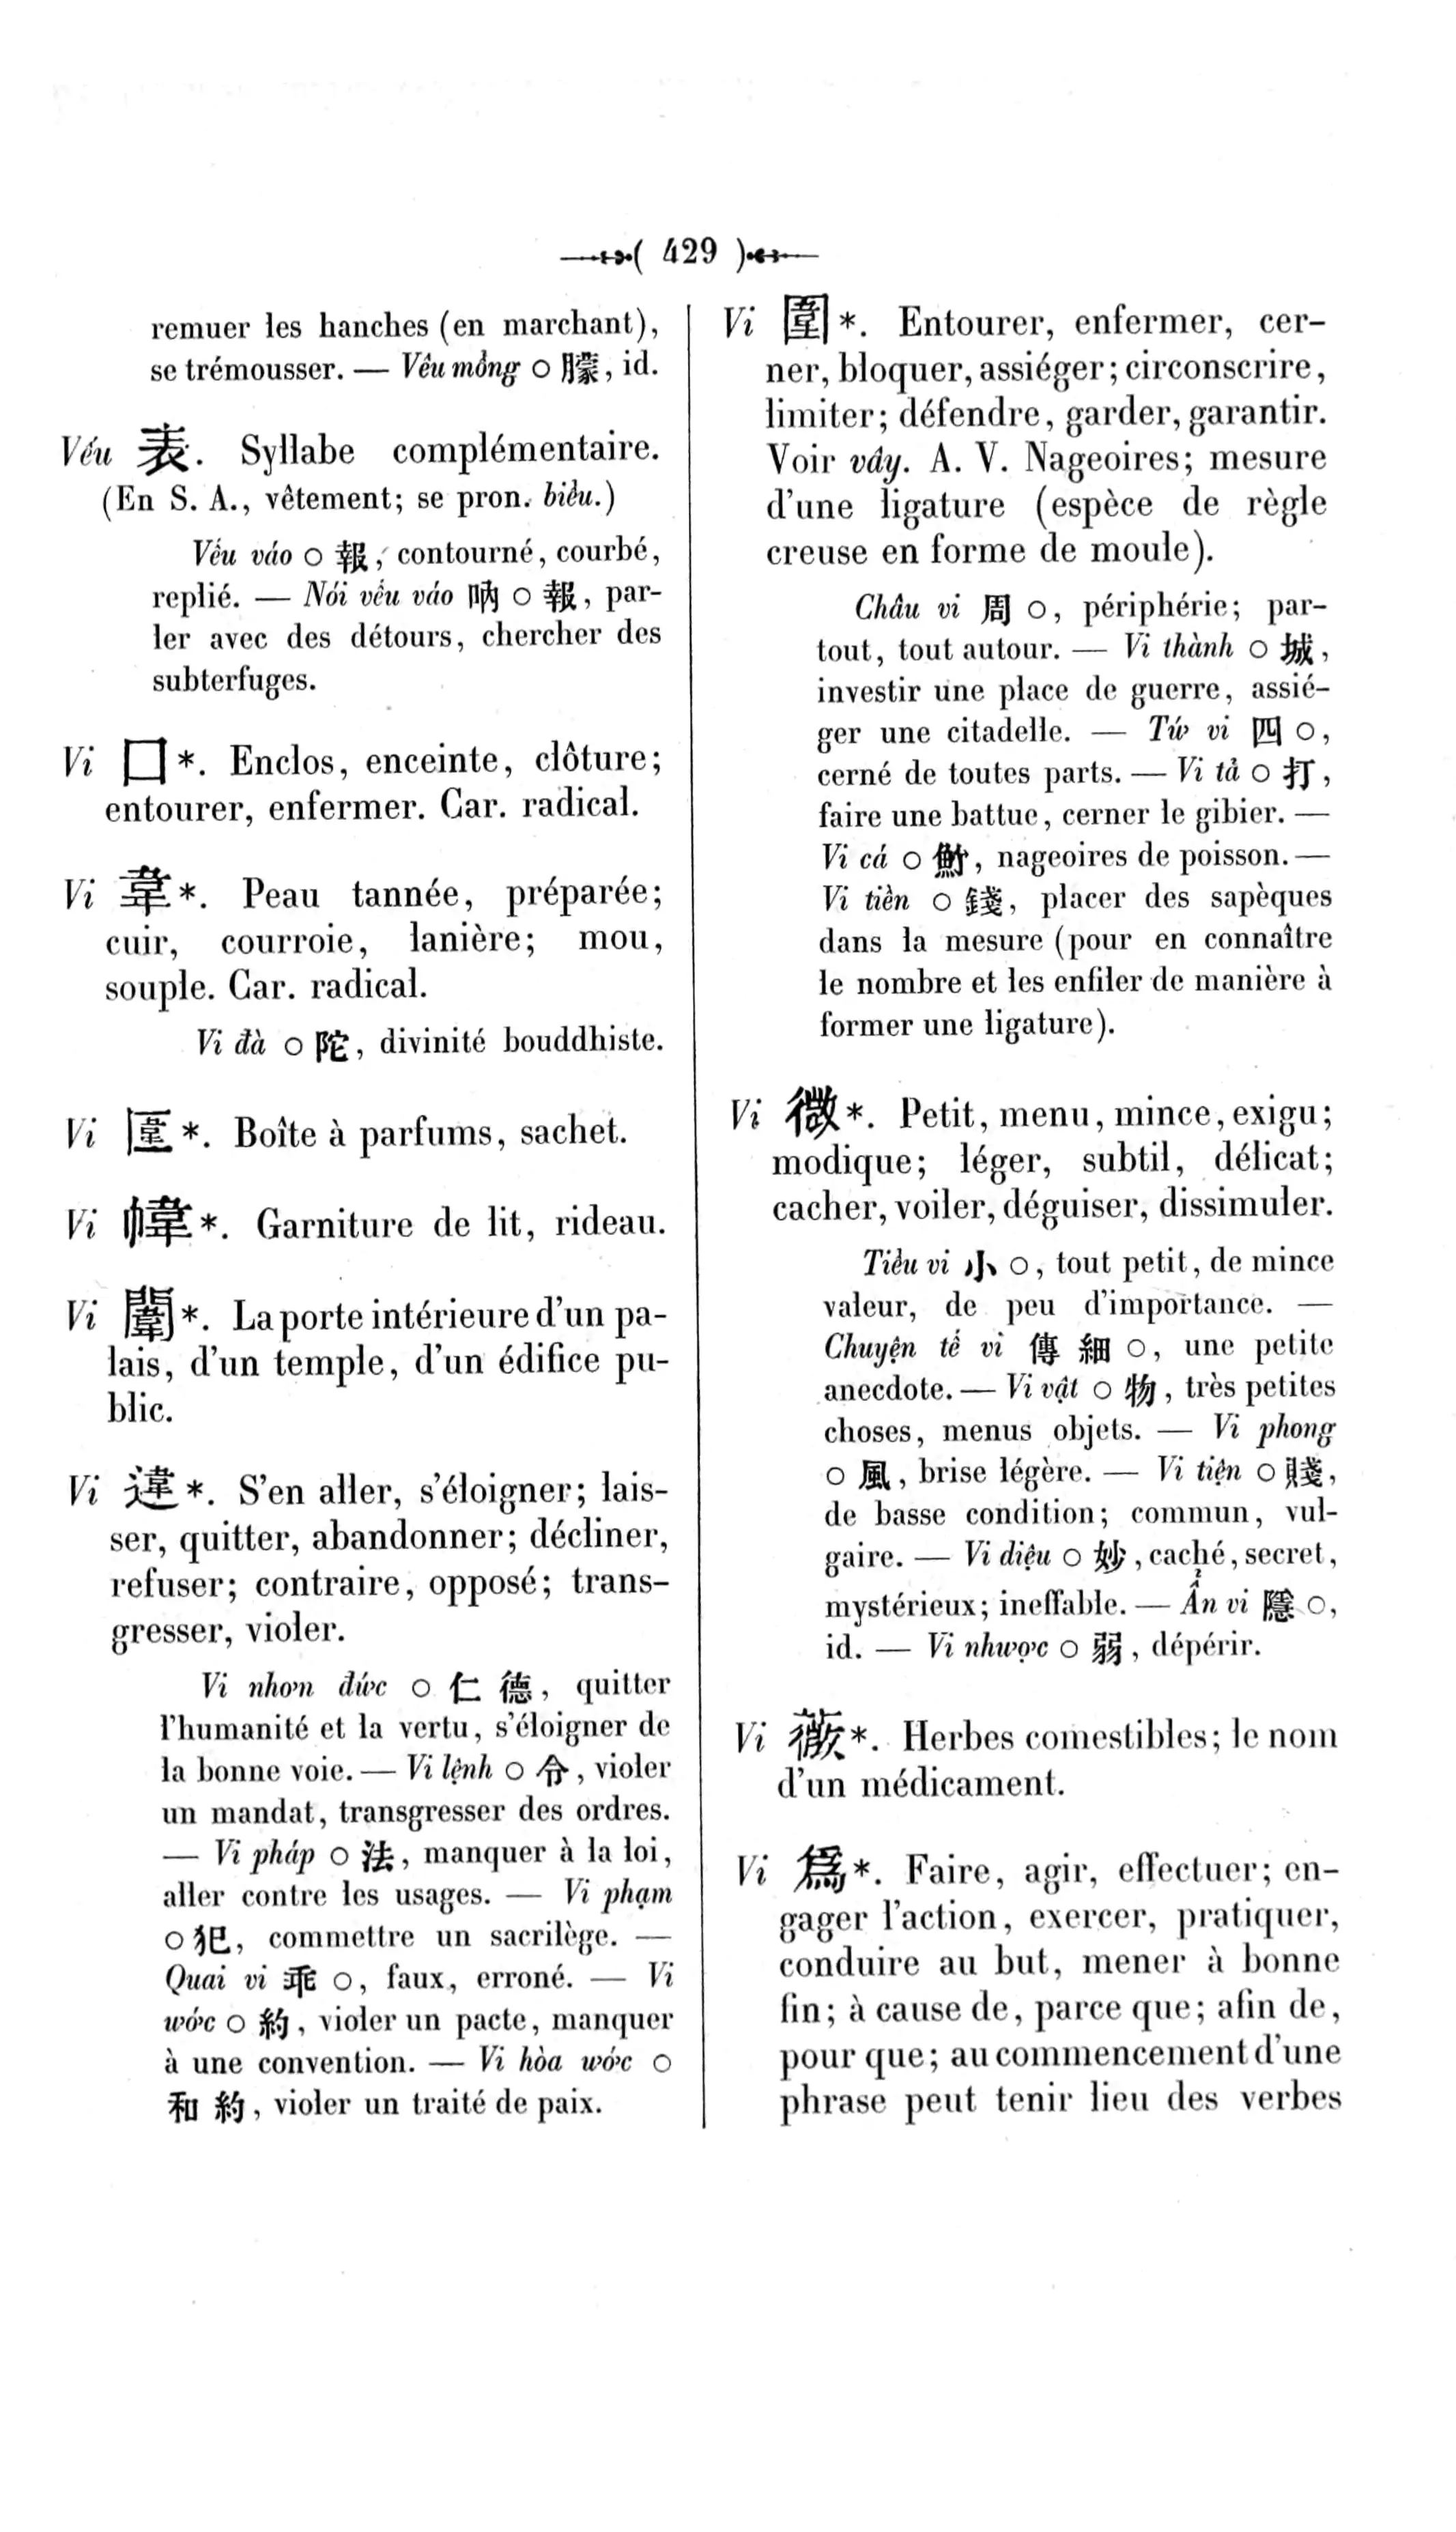 ( 429 )
remuer les hanches (en marchant),
se trémousser. — Vêu mông ○ 朦, id.
Vếu 表. Syllabe complémentaire.
(En S. A., vêtement; se pron. biểu.)
Vếu váo ○ 報, contourné, courbé,
replié. — Nói vếu váo 吶 ○ 報, par-
ler avec des détours, chercher des
subterfuges.
Vi 囗*. Enclos, enceinte, clôture;
entourer, enfermer. Car. radical.
Vi 韋*. Peau tannée, préparée;
cuir, courroie, lanière; mou,
souple. Car. radical.
Vi đà ○ 陀, divinité bouddhiste.
Vi *. Boîte à parfums, sachet.
Vi 幃*. Garniture de lit, rideau.
Vi 闈*. La porte intérieure d'un pa-
lais, d'un temple, d'un édifice pu-
blic.
Vi 違*. S'en aller, s'éloigner; lais-
ser, quitter, abandonner; décliner,
refuser; contraire, opposé; trans-
gresser, violer.
Vi nhơn đức ○ 仁 德, quitter
l'humanité et la vertu, s'éloigner de
la bonne voie. — Vi lệnh ○ 令, violer
un mandat, transgresser des ordres.
— Vi pháp ○ 法, manquer à la loi,
aller contre les usages. — Vi phạm
○ 犯, commettre un sacrilège. —
Quai vi 乖 ○, faux, erroné. — Vi
ước ○ 約, violer un pacte, manquer
à une convention. — Vi hòa ước ○
和 約, violer un traité de paix.
Vi 圍*. Entourer, enfermer, cer-
ner, bloquer, assiéger; circonscrire,
limiter; défendre, garder, garantir.
Voir vây. A. V. Nageoires; mesure
d'une ligature (espèce de règle
creuse en forme de moule).
Châu vi 周 ○, périphérie; par-
tout, tout autour. — Vi thành ○ 城,
investir une place de guerre, assié-
ger une citadelle. — Tứ vi 四 ○,
cerné de toutes parts. — Vi tả ○ 打,
faire une battue, cerner le gibier. —
Vi cá ○, nageoires de poisson. —
Vi tiền ○ 錢, placer des sapèques
dans la mesure (pour en connaître
le nombre et les enfiler de manière à
former une ligature).
Vi 微*. Petit, menu, mince, exigu;
modique; léger, subtil, délicat;
cacher, voiler, déguiser, dissimuler.
Tiểu vi 小 ○, tout petit, de mince
valeur, de peu d'importance. —
Chuyện tế vi 傳 細 ○, une petite
anecdote. — Vi vật ○ 物, très petites
choses, menus objets. — Vi phong
○ 風, brise légère. — Vi tiện ○ 賤,
de basse condition; commun, vul-
gaire. — Vi diệu ○ 妙, caché, secret,
mystérieux; ineffable. — Ẩn vi 隱 ○,
id. — Vi nhược ○ 弱, dépérir.
Vi 薇*. Herbes comestibles; le nom
d'un médicament.
Vi 爲*. Faire, agir, effectuer; en-
gager l'action, exercer, pratiquer,
conduire au but, mener à bonne
fin; à cause de, parce que; afin de,
pour que; au commencement d'une
phrase peut tenir lieu des verbes